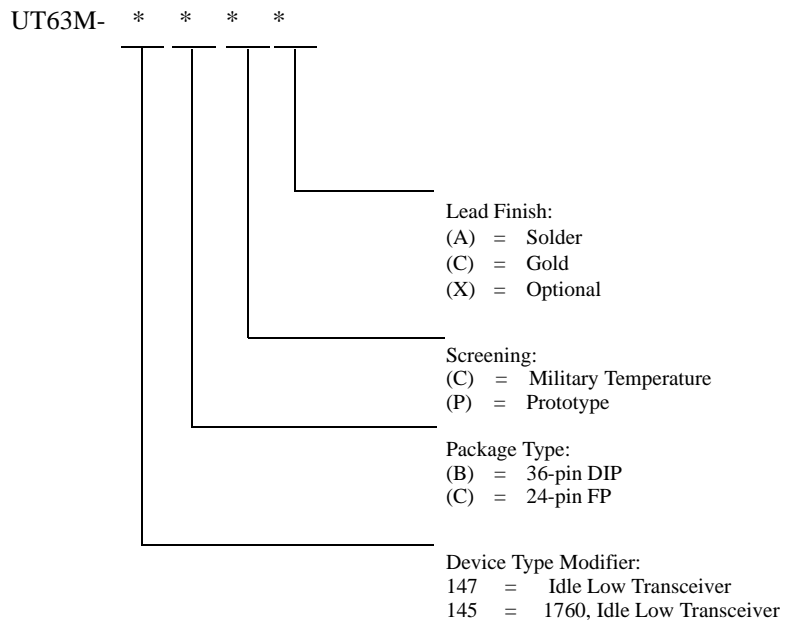 UT63M- * * * *
Lead Finish:
(A) = Solder
(C) = Gold
(X) = Optional
Screening:
(C) = Military Temperature
(P) = Prototype
Package Type:
(B) = 36-pin DIP
(C) = 24-pin FP
Device Type Modifier:
147 = Idle Low Transceiver
145 = 1760, Idle Low Transceiver